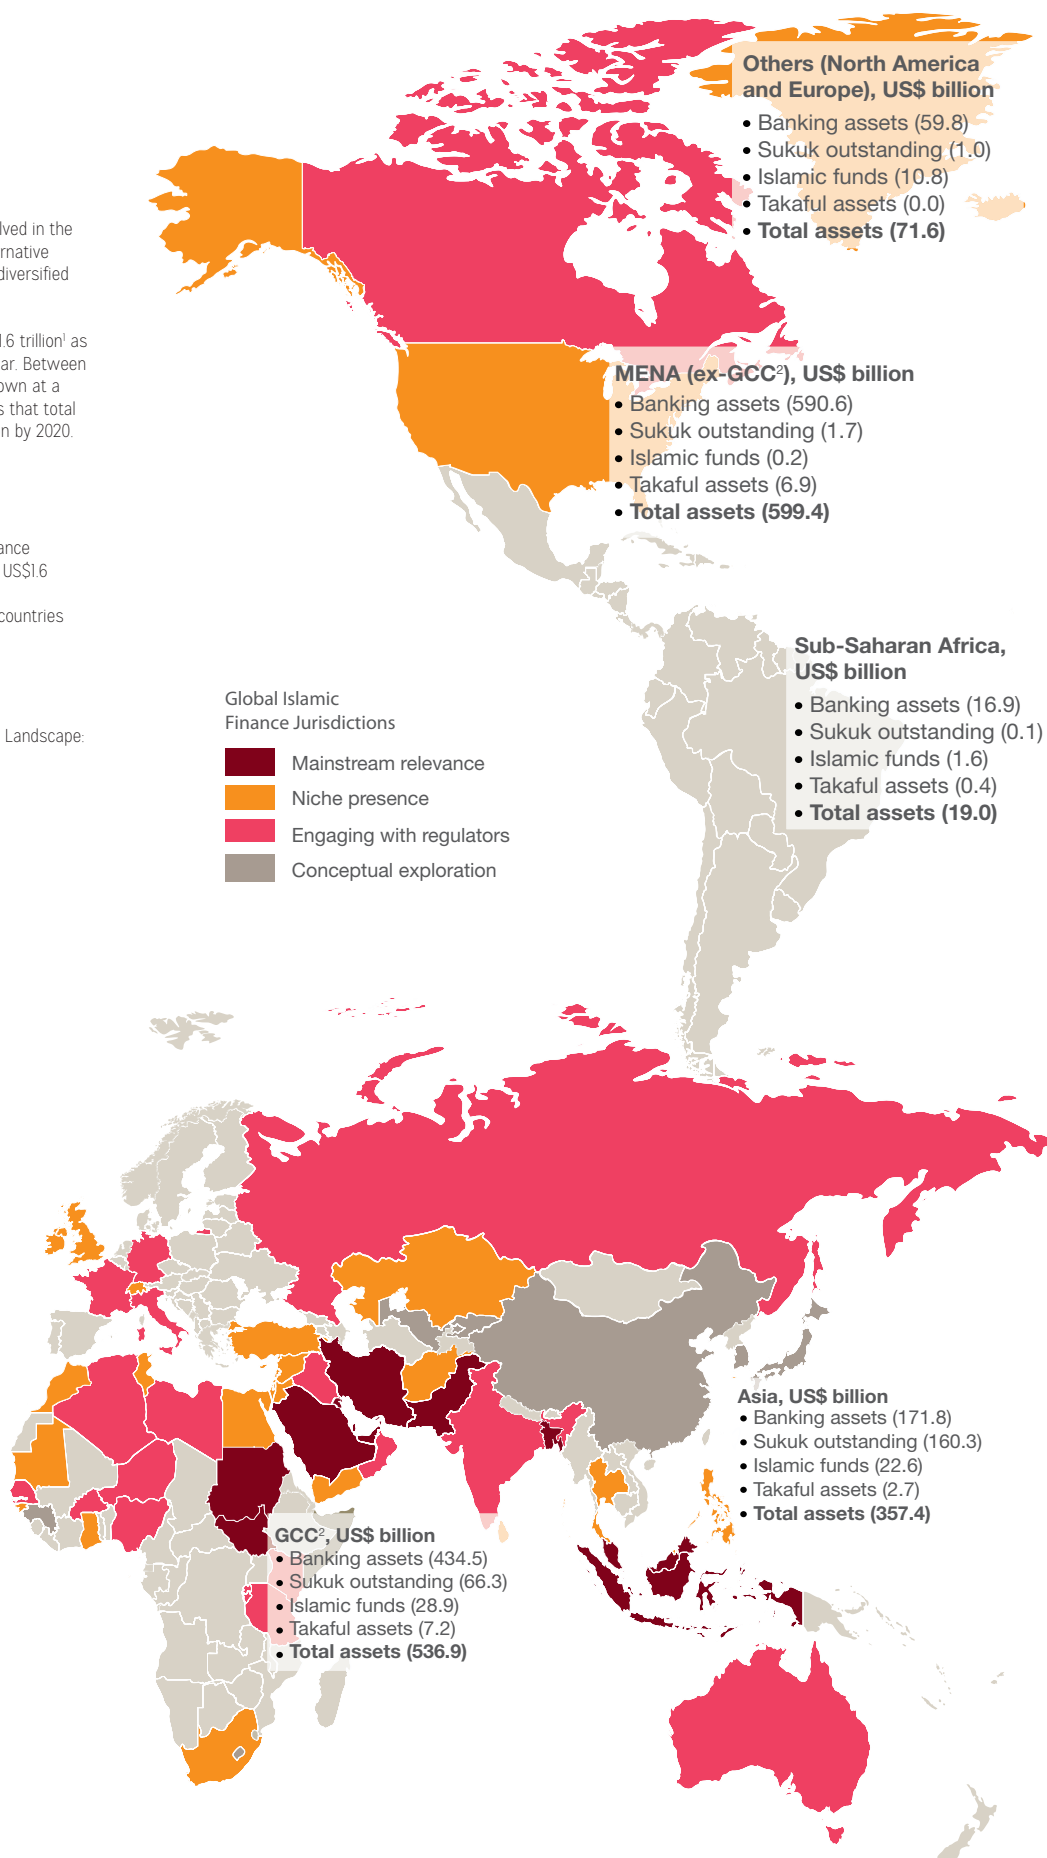 Others (North America
and Europe), US$ billion
• Banking assets (59.8)
• Sukuk outstanding (1.0)
• Islamic funds (10.8)
• Takaful assets (0.0)
• Total assets (71.6)
lved in the
rnative
diversified
1.6 trillion¹ as
ar. Between
own at a
s that total
n by 2020.
MENA (ex-GCC²), US$ billion
• Banking assets (590.6)
• Sukuk outstanding (1.7)
• Islamic funds (0.2)
• Takaful assets (6.9)
• Total assets (599.4)
ance
US$1.6
countries
Sub-Saharan Africa,
US$ billion
• Banking assets (16.9)
• Sukuk outstanding (0.1)
• Islamic funds (1.6)
• Takaful assets (0.4)
• Total assets (19.0)
Landscape:
Global Islamic
Finance Jurisdictions
Mainstream relevance
Niche presence
Engaging with regulators
Conceptual exploration
Asia, US$ billion
• Banking assets (171.8)
• Sukuk outstanding (160.3)
• Islamic funds (22.6)
• Takaful assets (2.7)
• Total assets (357.4)
GCC², US$ billion
• Banking assets (434.5)
• Sukuk outstanding (66.3)
• Islamic funds (28.9)
• Takaful assets (7.2)
• Total assets (536.9)